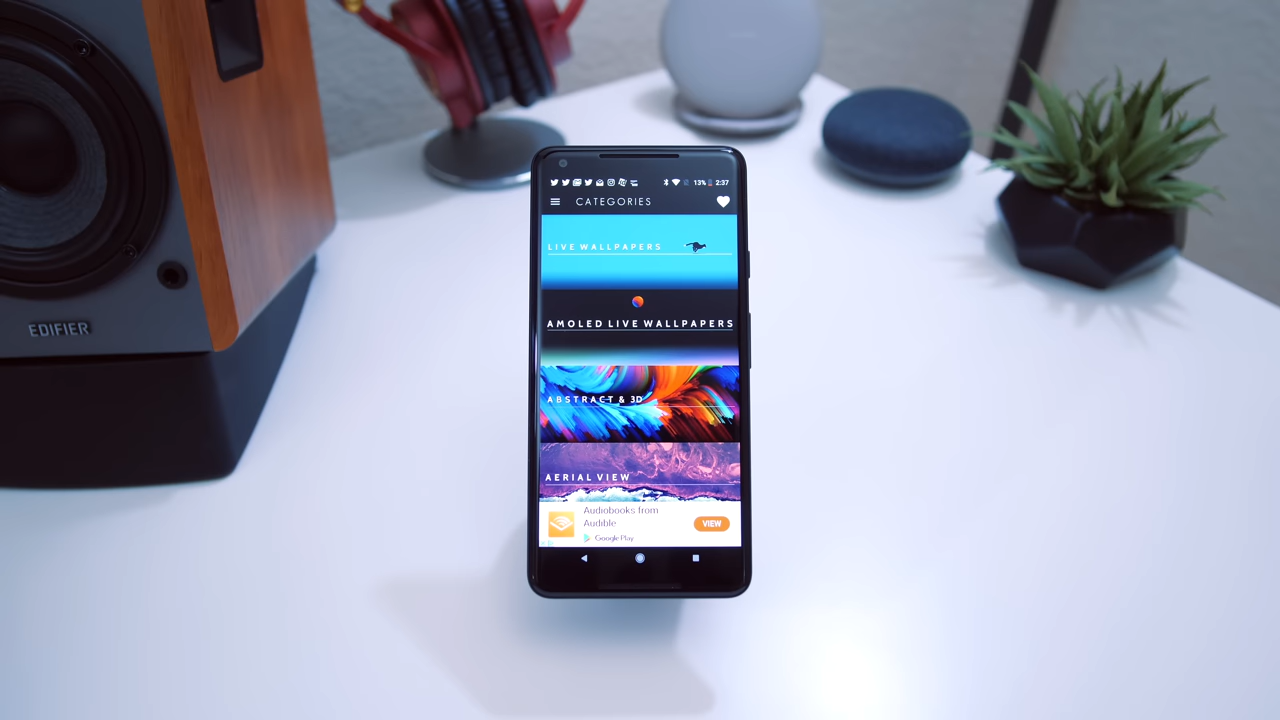 EDIFIER
13% 2:37
CATEGORIES
LIVE WALLPAPERS
AMOLED LIVE WALLPAPERS
ABSTRACT & 3D
AERIAL VIEW
Audiobooks from
Audible
VIEW
Google Play